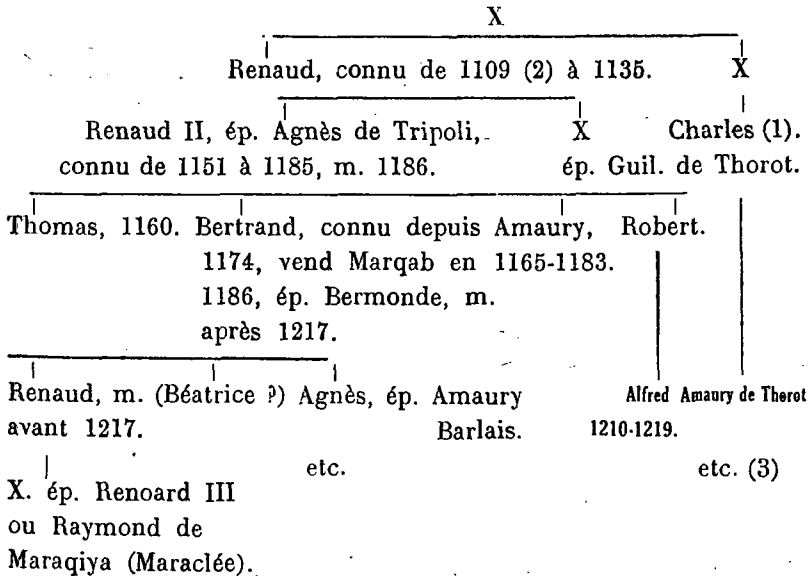 X
Renaud, connu de 1109 (2) à 1135. X
Renaud II, ép. Agnès de Tripoli, X Charles (1).
connu de 1151 à 1185, m. 1186. ép. Guil. de Thorot.
Thomas, 1160. Bertrand, connu depuis Amaury, Robert.
1174, vend Marqab en 1165-1183.
1186, ép. Bermonde, m.
après 1217.
Renaud, m. (Béatrice ?) Agnès, ép. Amaury Alfred Amaury de Thorot
avant 1217. Barlais. 1210-1219.
etc. etc. (3)
X. ép. Renoard III
ou Raymond de
Maraqiya (Maraclée).